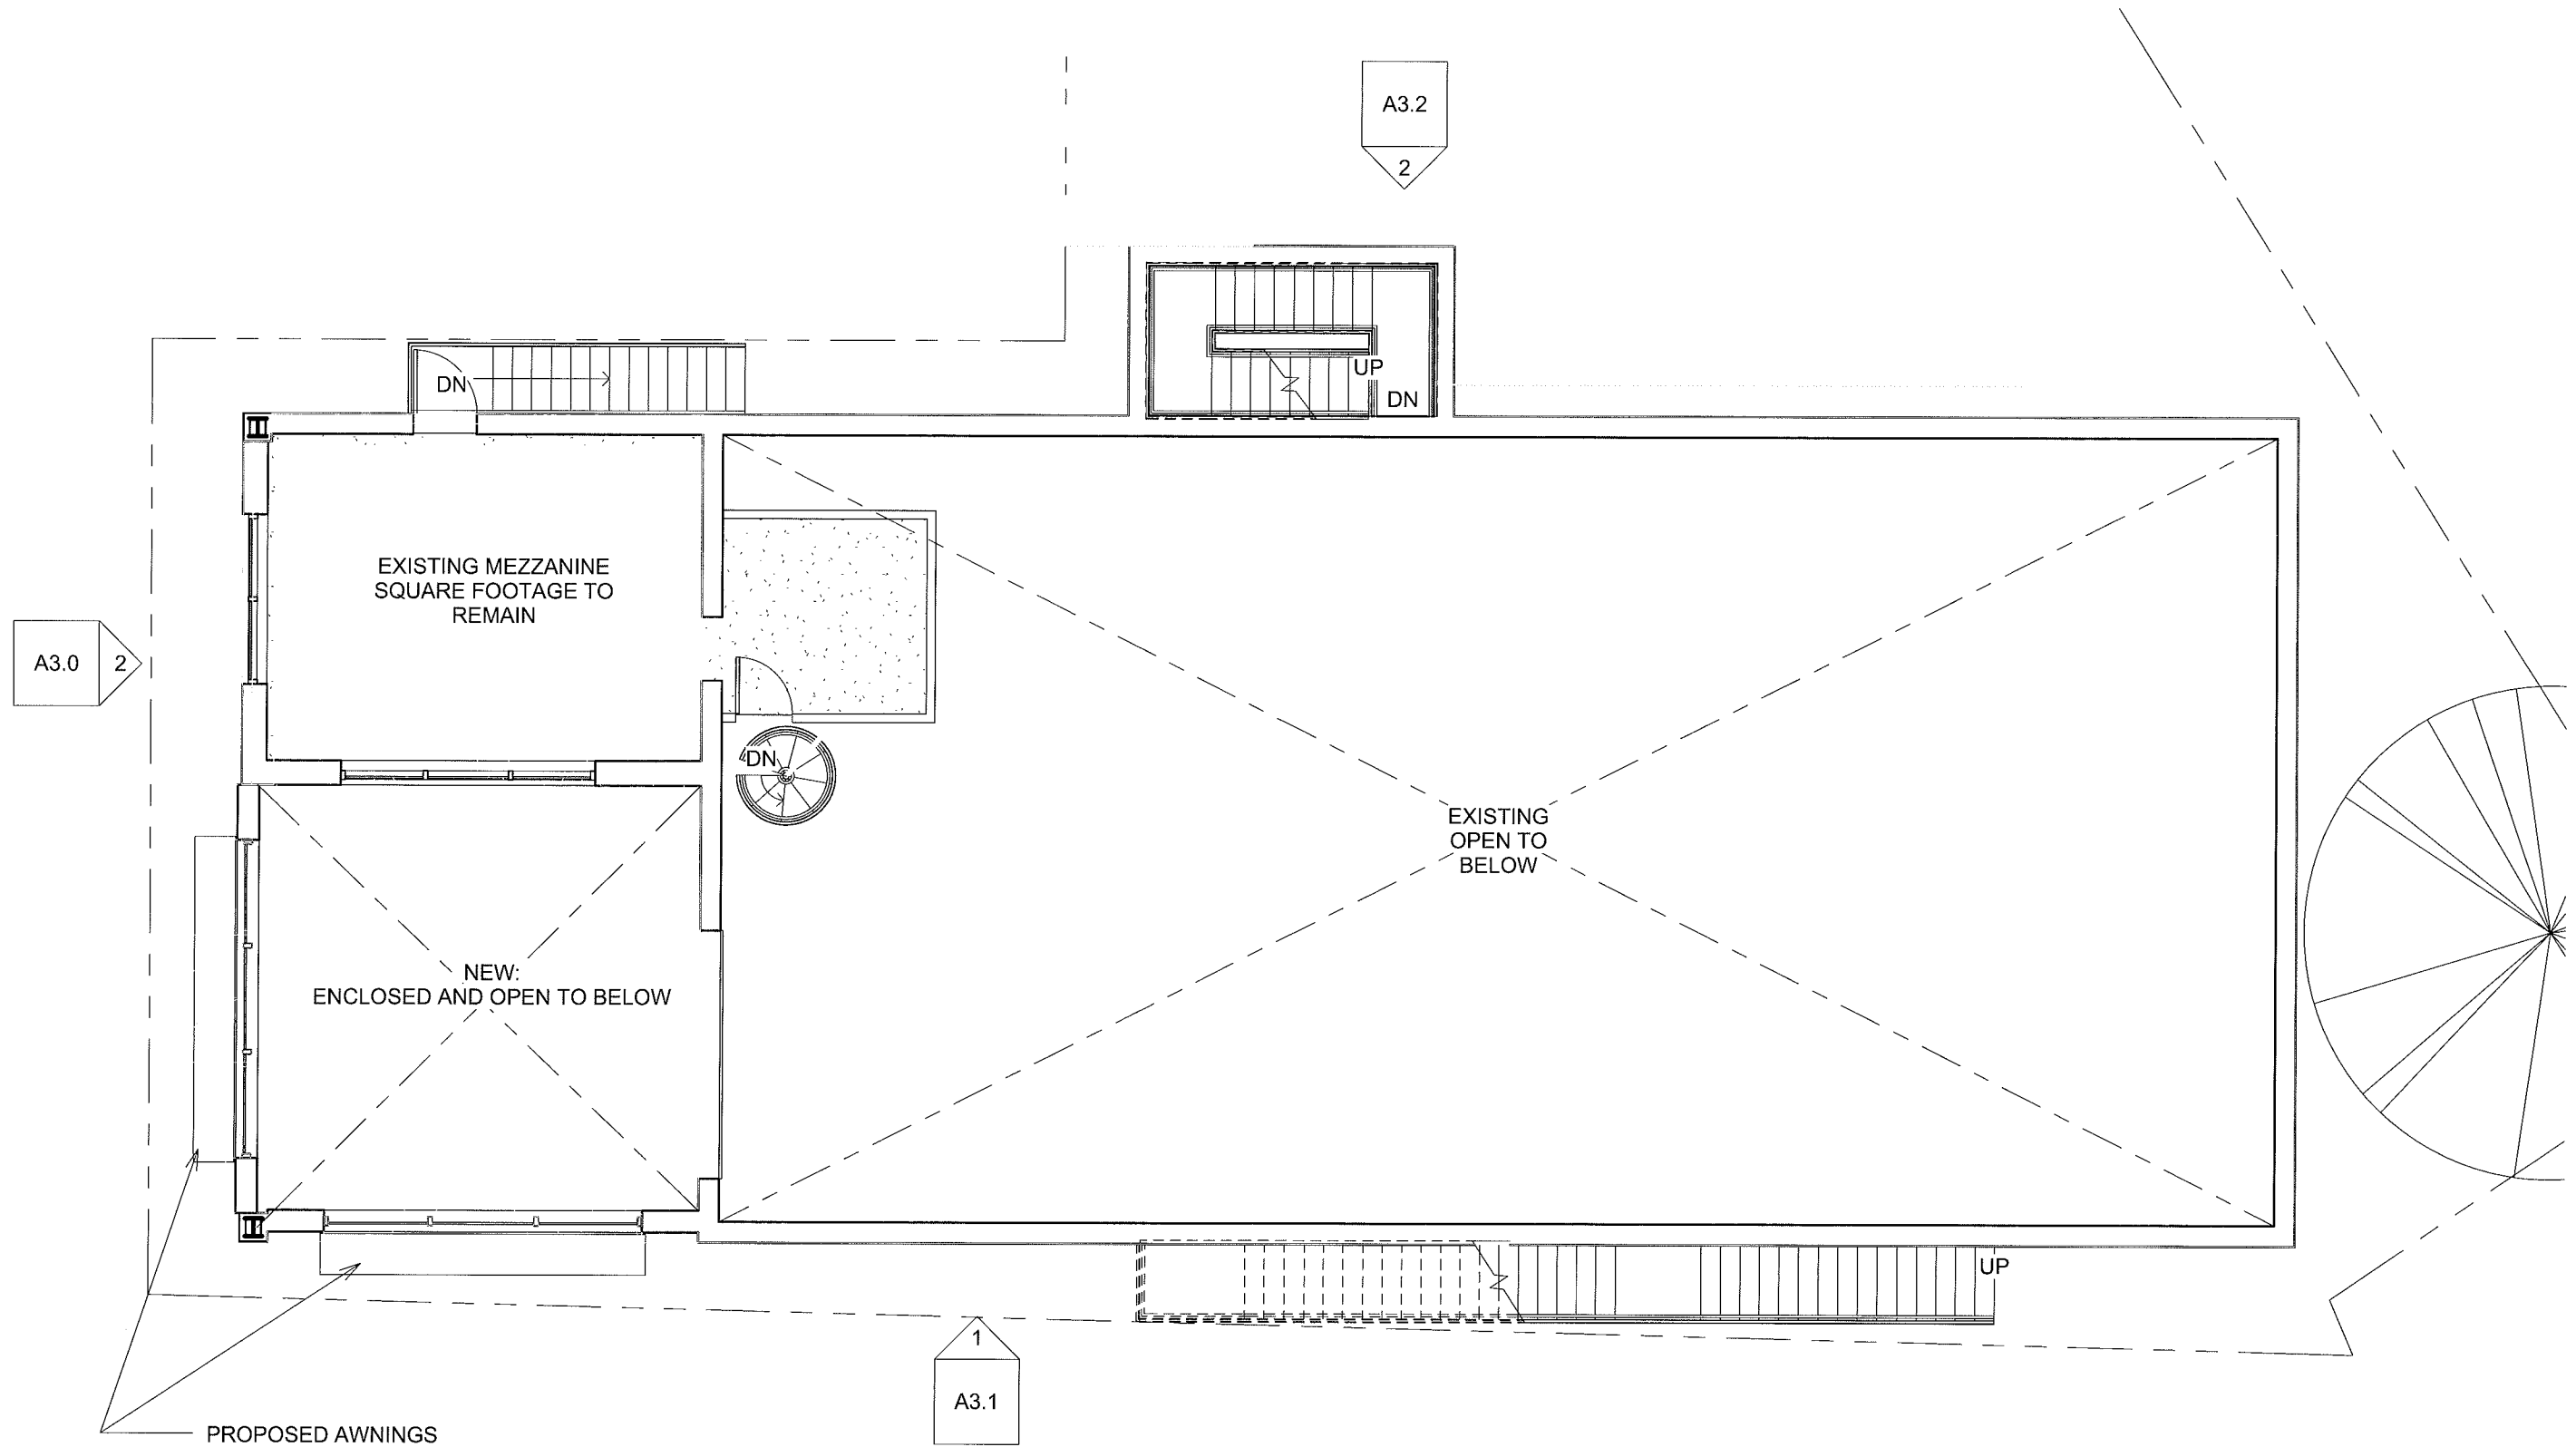 A3.2
2
DN
UP
DN
EXISTING MEZZANINE
SQUARE FOOTAGE TO
REMAIN
A3.0
2
DN
EXISTING
OPEN TO
BELOW
NEW:
ENCLOSED AND OPEN TO BELOW
UP
1
A3.1
PROPOSED AWNINGS